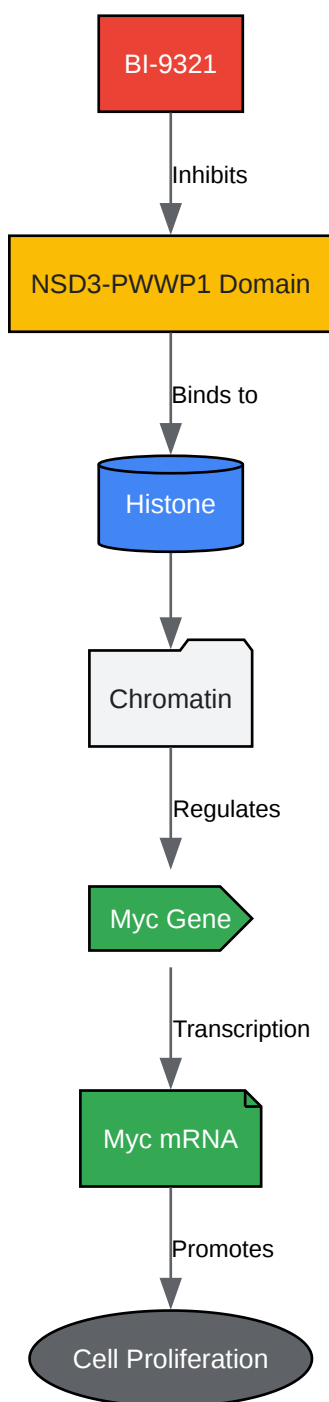 BI-9321
Inhibits
NSD3-PWWP1 Domain
Binds to
Histone
Chromatin
Regulates
Myc Gene
Transcription
Myc mRNA
Promotes
Cell Proliferation